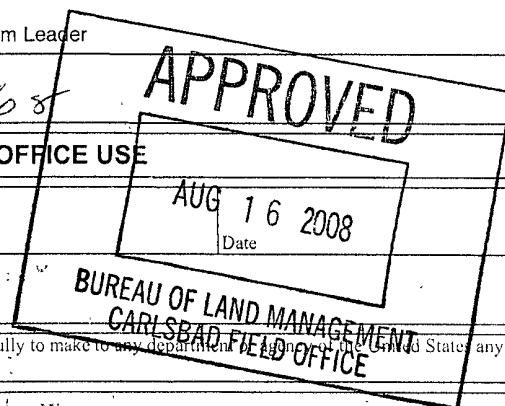 m Leader
APPROVED
OFFICE USE
AUG 16 2008
Date
BUREAU OF LAND MANAGEMENT
CARLSBAD FIELD OFFICE
ully to make to any department or agency of the United States any